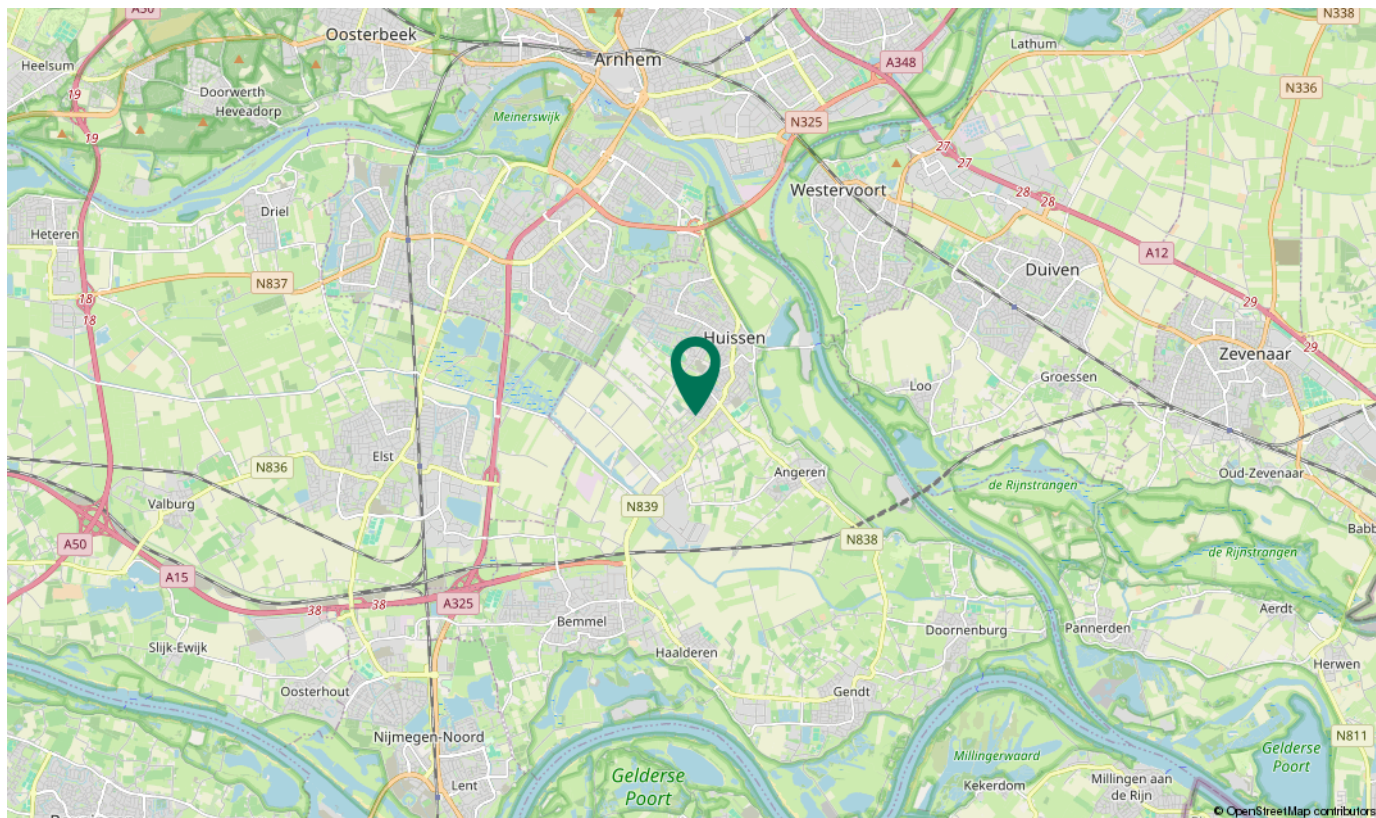 A50
N338
Oosterbeek
Lathum
Arnhem
A348
Heelsum
N336
Doorwerth
19
Heveadorp
Meinerswijk
N325
19
27
27
Westervoort
28
28
Driel
Heteren
A12
Duiven
N837
18
29
18
Huissen
29
Zevenaar
Groessen
Loo
Elst
N836
Angeren
Oud-Zevenaar
de Rijnstrangen
Valburg
N839
Babb
A50
N838
de Rijnstrangen
A15
A325
38
38
Aerdt
Bemmel
Doornenburg
Pannerden
Slijk-Ewijk
Haalderen
Herwen
Oosterhout
Gendt
Nijmegen-Noord
N811
Millingerwaard
Gelderse
Poort
Gelderse
Poort
Lent
Kekerdom
Millingen aan
de Rijn
© OpenStreetMap contributors